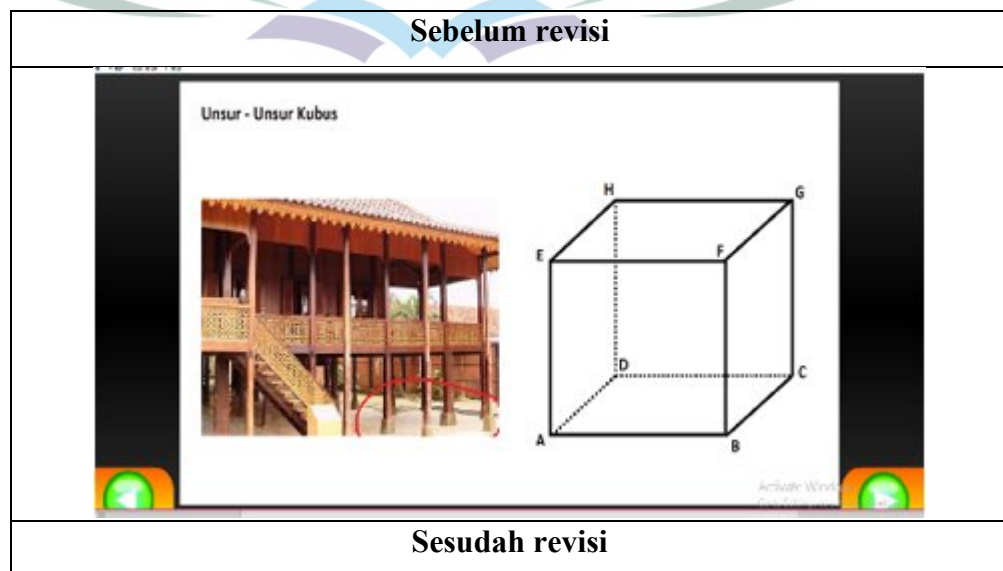 Sebelum revisi
Unsur - Unsur Kubus
H
G
E
F
D
C
A
B
Sesudah revisi